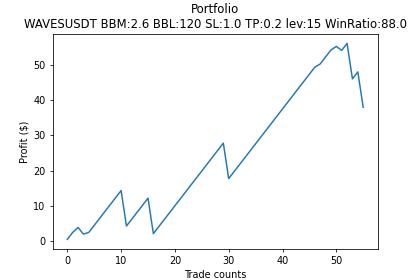 Portfolio
WAVESUSDT BBM:2.6 BBL:120 SL:1.0 TP:0.2 lev:15 WinRatio:88.0
50
40
30
20
10
0
Profit ($)
0 10 20 30 40 50
Trade counts